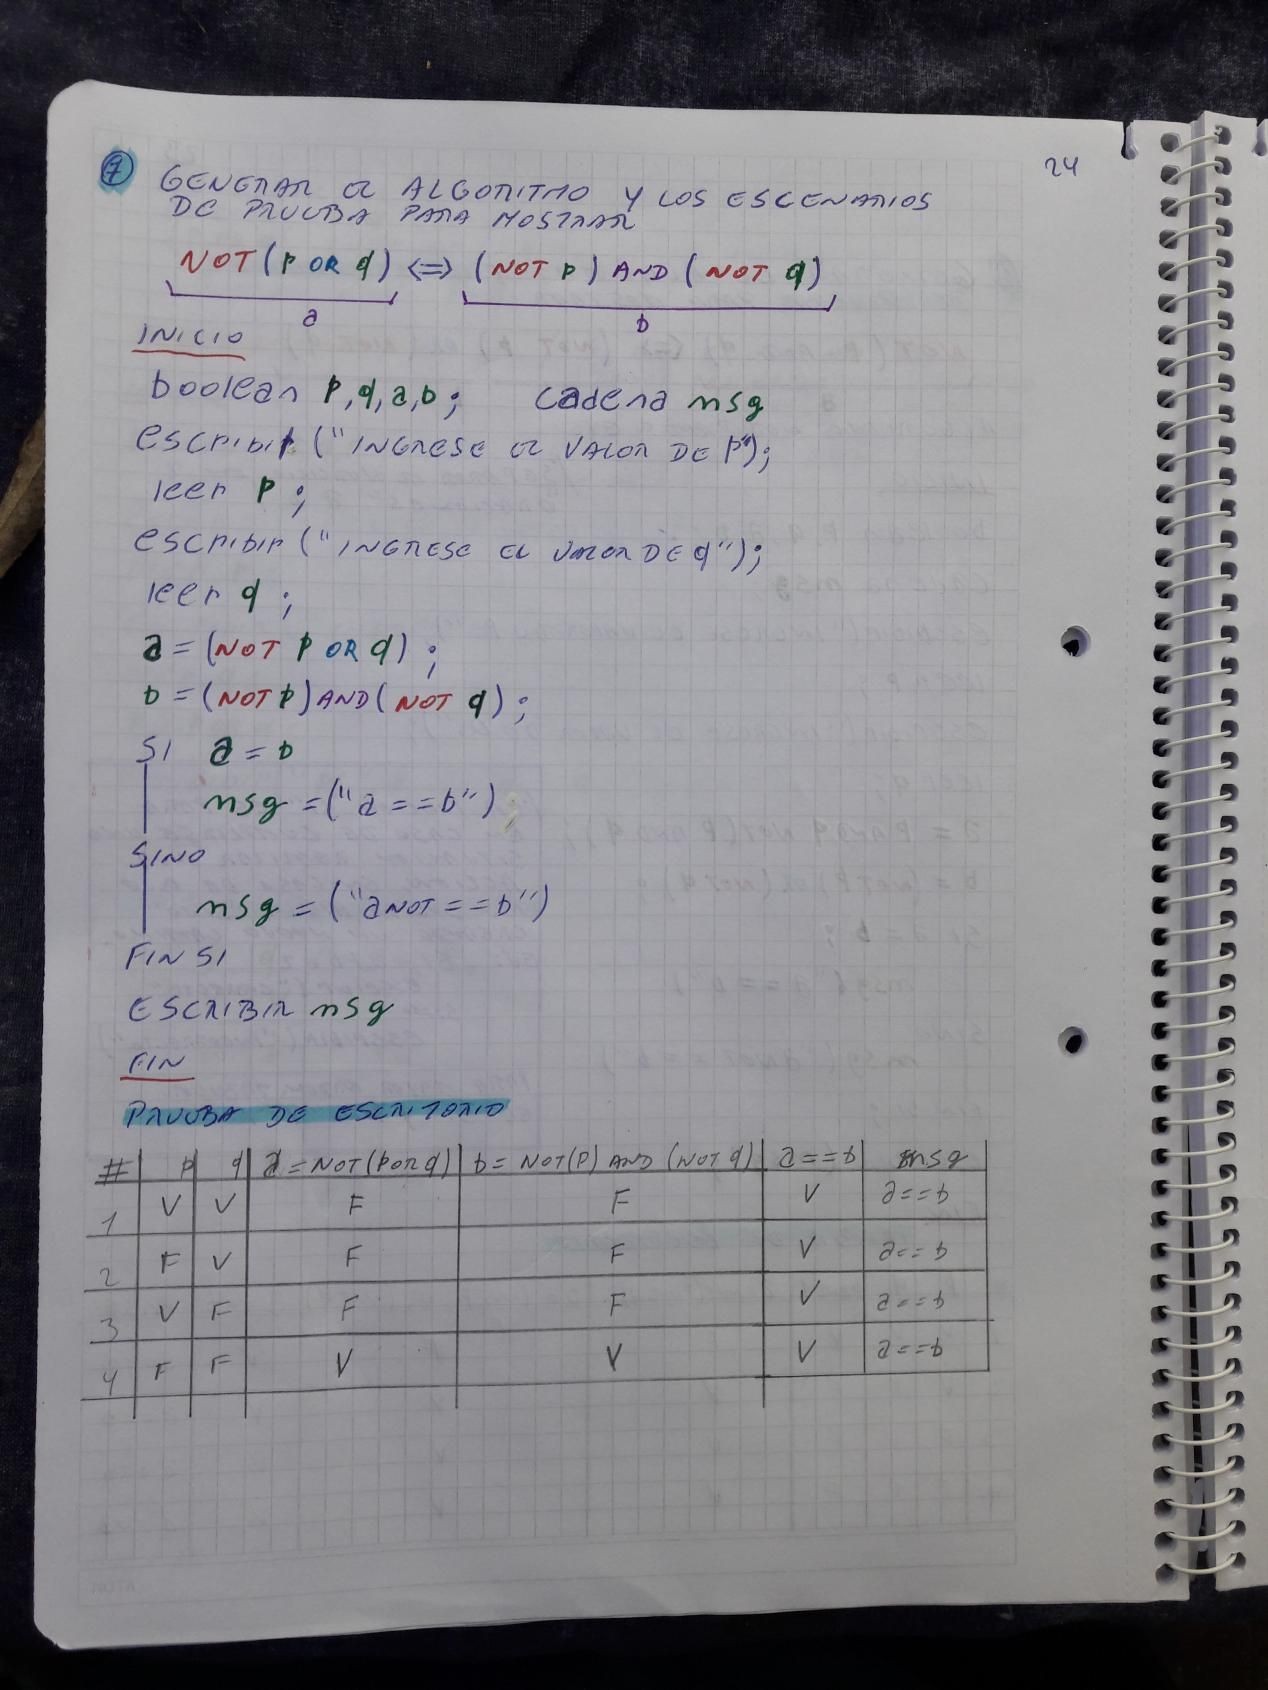 24
7 GENERAR EL ALGORITMO Y LOS ESCENARIOS
DE PRUEBA PARA MOSTRAR
NOT (p OR q) <=> (NOT p) AND (NOT q)
a b
INICIO
boolean p, q, a, b; cadena msg
escribir ("INGRESE EL VALOR DE p");
leer p;
escribir ("INGRESE EL VALOR DE q");
leer q;
a = (NOT p OR q);
b = (NOT p) AND (NOT q);
SI a = b
msg = ("a == b");
SINO
msg = ("a NOT == b")
FIN SI
ESCRIBIR msg
FIN
PRUEBA DE ESCRITORIO
# p q a = NOT (p OR q) b = NOT (P) AND (NOT q) a == b msg
1 V V F F V a == b
2 F V F F V a == b
3 V F F F V a == b
4 F F V V V a == b